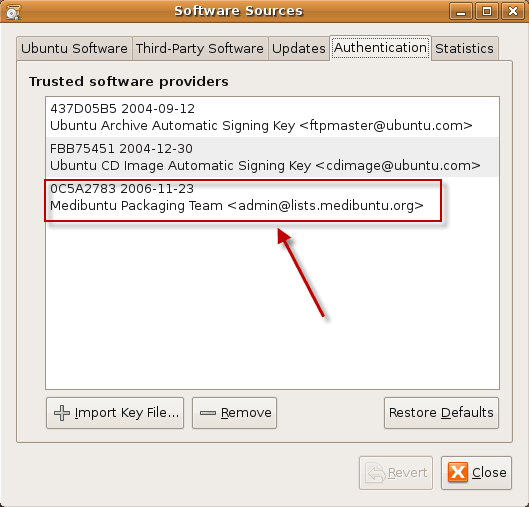 Software Sources
Ubuntu Software Third-Party Software Updates Authentication Statistics
Trusted software providers
437D05B5 2004-09-12
Ubuntu Archive Automatic Signing Key <ftpmaster@ubuntu.com>
FBB75451 2004-12-30
Ubuntu CD Image Automatic Signing Key <cdimage@ubuntu.com>
0C5A2783 2006-11-23
Medibuntu Packaging Team <admin@lists.medibuntu.org>
Import Key File... Remove Restore Defaults
Revert Close